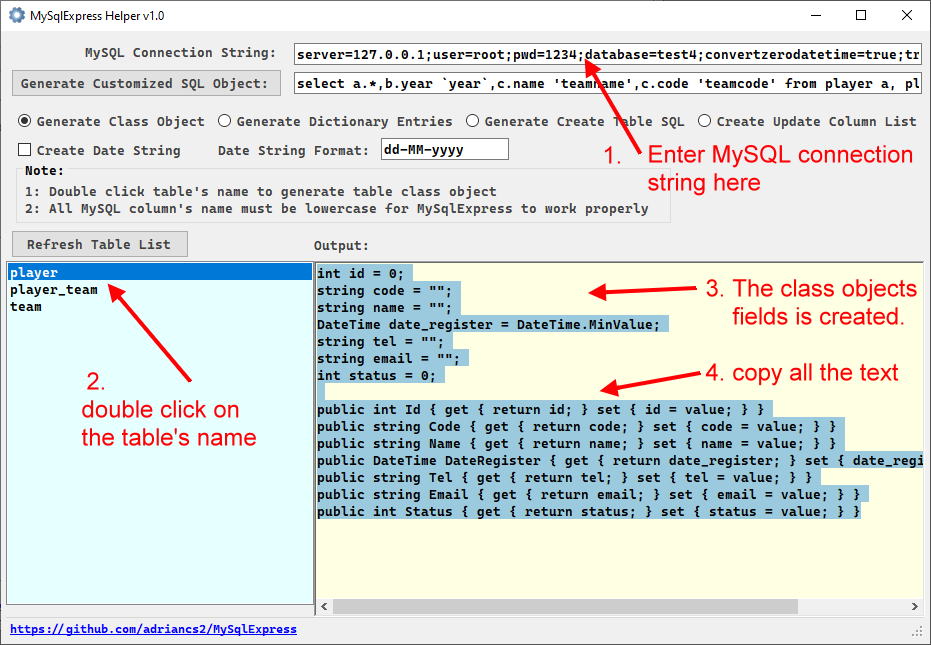 MySqlExpress Helper v1.0
MySQL Connection String:
server=127.0.0.1;user=root;pwd=1234;database=test4;convertzerodatetime=true;tr
Generate Customized SQL Object:
select a.*,b.year `year`,c.name 'teamname',c.code 'teamcode' from player a, pl
Generate Class Object
Generate Dictionary Entries
Generate Create Table SQL
Create Update Column List
Create Date String
Date String Format:
dd-MM-yyyy
1. Enter MySQL connection
string here
Note:
1: Double click table's name to generate table class object
2: All MySQL column's name must be lowercase for MySqlExpress to work properly
Refresh Table List
Output:
player
player_team
team
2.
double click on
the table's name
int id = 0;
string code = "";
string name = "";
DateTime date_register = DateTime.MinValue;
string tel = "";
string email = "";
int status = 0;
3. The class objects
fields is created.
4. copy all the text
public int Id { get { return id; } set { id = value; } }
public string Code { get { return code; } set { code = value; } }
public string Name { get { return name; } set { name = value; } }
public DateTime DateRegister { get { return date_register; } set { date_regi
public string Tel { get { return tel; } set { tel = value; } }
public string Email { get { return email; } set { email = value; } }
public int Status { get { return status; } set { status = value; } }
https://github.com/adriancs2/MySqlExpress